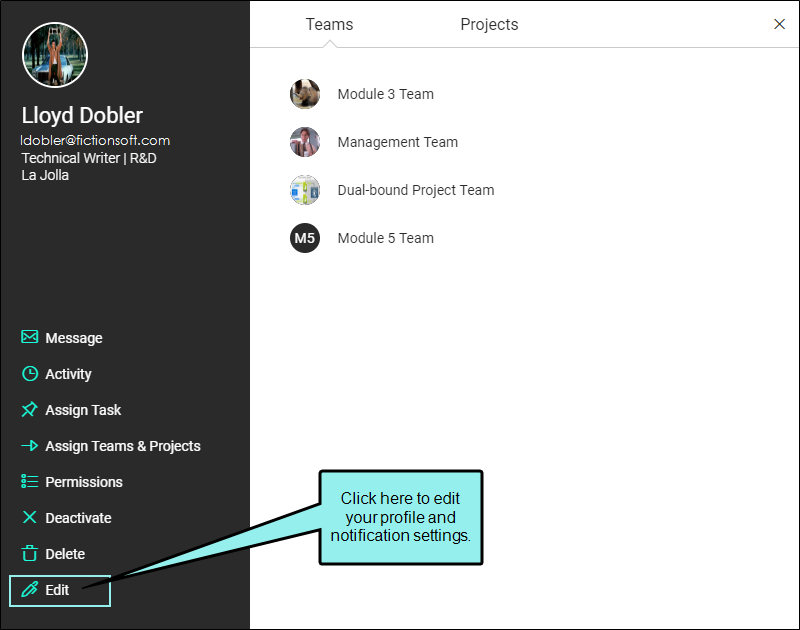 Teams
Projects
Lloyd Dobler
ldobler@fictionsoft.com
Technical Writer | R&D
La Jolla
Module 3 Team
Management Team
Dual-bound Project Team
M5
Module 5 Team
Message
Activity
Assign Task
Assign Teams & Projects
Permissions
Deactivate
Delete
Edit
Click here to edit
your profile and
notification settings.